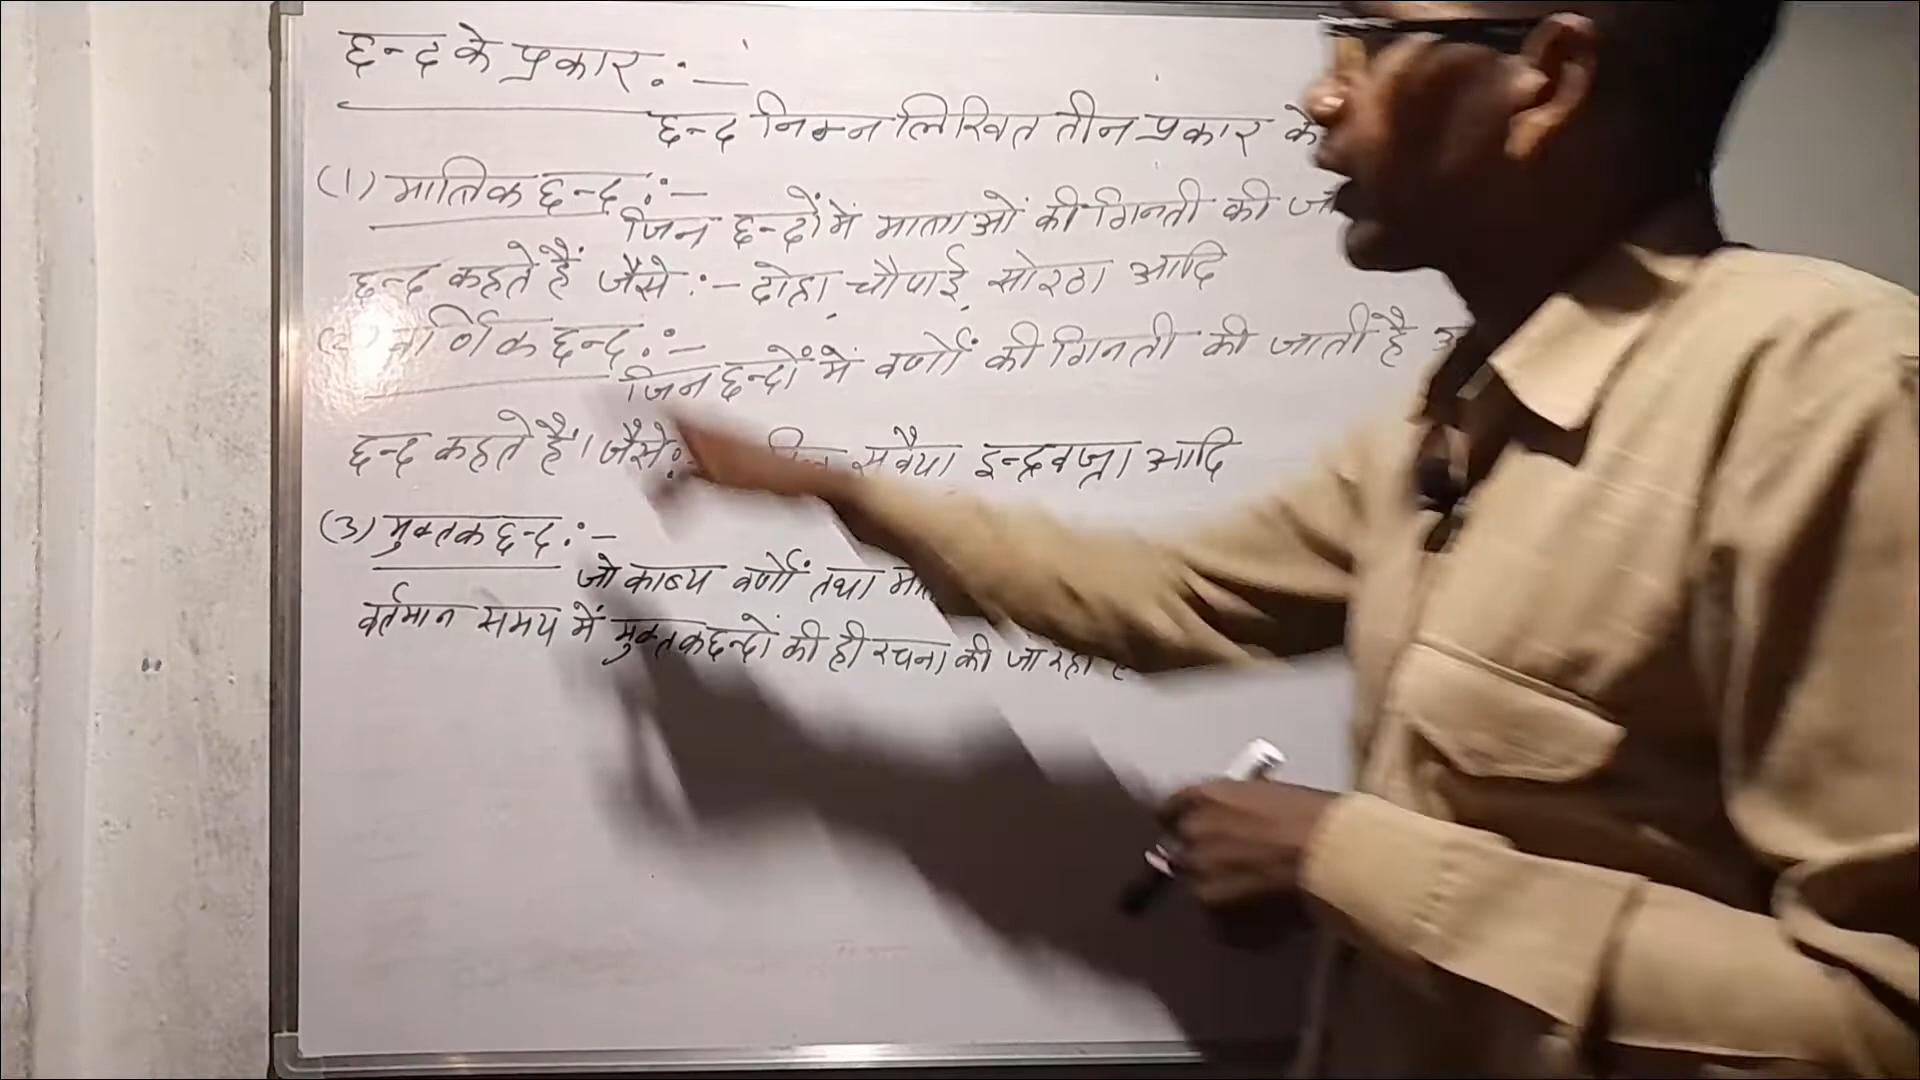 छन्द के प्रकार :-
छन्द निम्न लिखित तीन प्रकार के
(1) मात्रिक छन्द :-
जिन छन्दों में मात्राओं की गिनती की
छन्द कहते हैं जैसे :- दोहा, चौपाई, सोरठा आदि
(2) वार्णिक छन्द :-
जिन छन्दों में वर्णों की गिनती की जाती है
छन्द कहते हैं। जैसे:- सवैया इन्द्रवज्रा आदि
(3) मुक्तक छन्द :-
जो काव्य वर्णों तथा
वर्तमान समय में मुक्तक छन्दों की ही रचना की जा रही